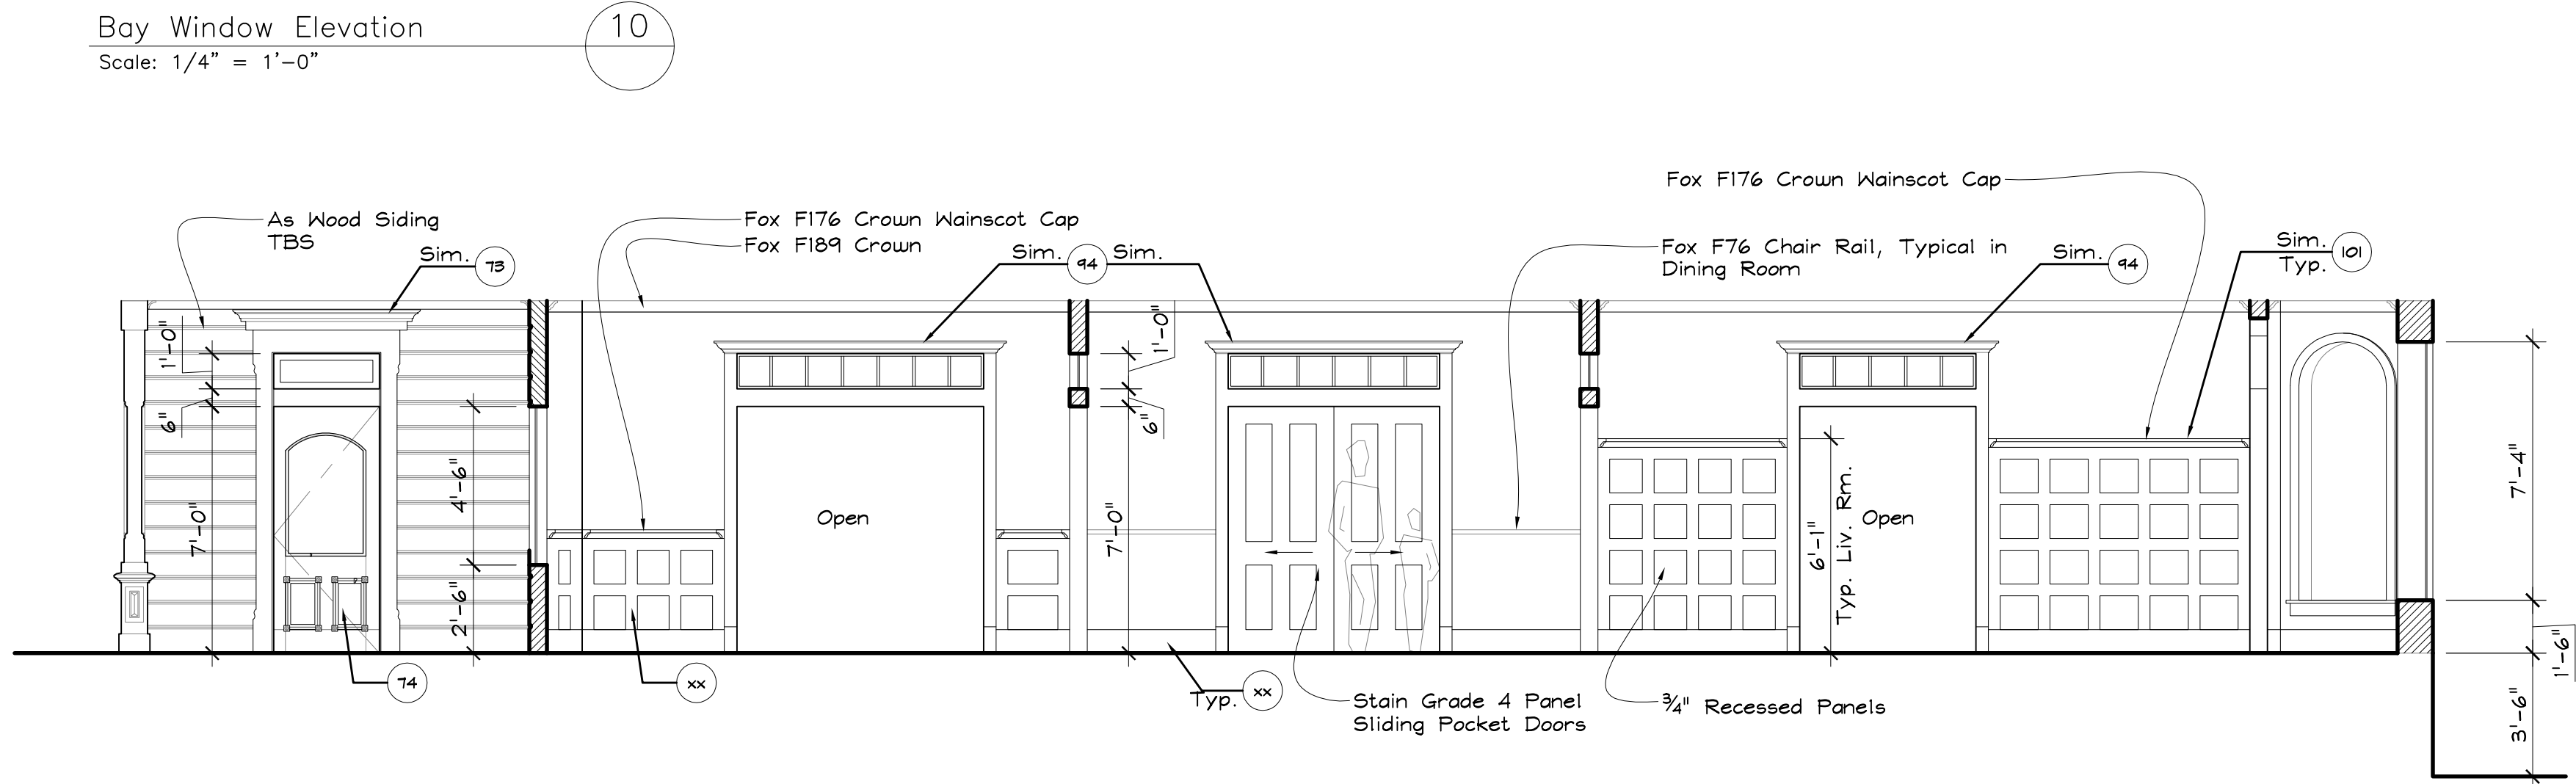 Bay Window Elevation
10
Scale: 1/4" = 1'-0"
Fox F176 Crown Wainscot Cap
As Wood Siding
TBS
Sim. 73
Fox F176 Crown Wainscot Cap
Fox F189 Crown
Sim. 94 Sim.
Fox F76 Chair Rail, Typical in
Dining Room
Sim. 94
Sim.
Typ. 101
1'-0"
6"
7'-0"
4'-6"
2'-6"
Open
1'-0"
6"
7'-0"
6'-1"
Typ. Liv. Rm.
Open
7'-4"
1'-6"
3'-6"
74
xx
Typ. xx
Stain Grade 4 Panel
Sliding Pocket Doors
3/4" Recessed Panels